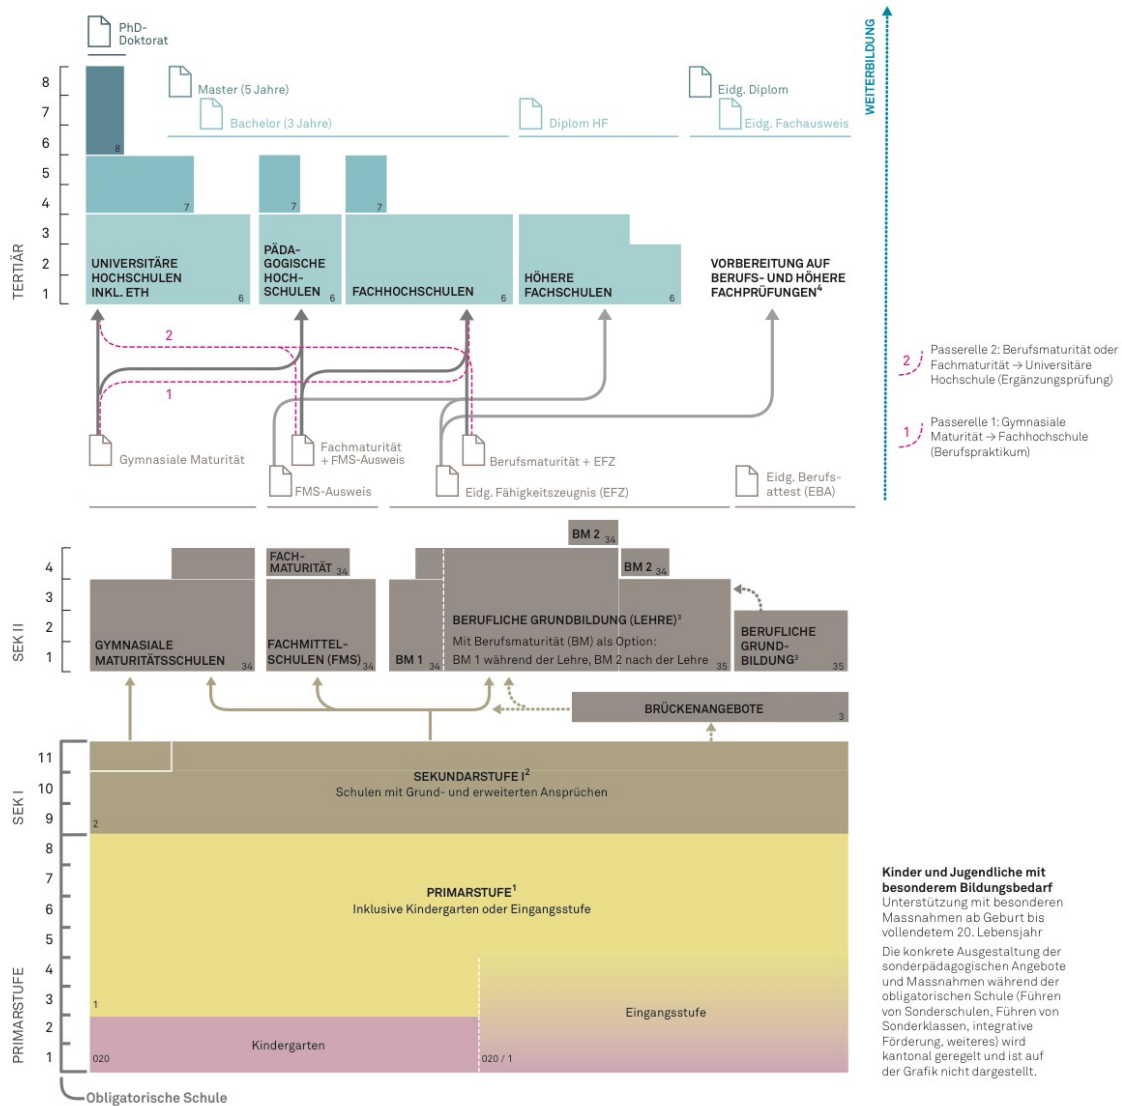 PhD-
Doktorat
Master (5 Jahre)
Bachelor (3 Jahre)
Diplom HF
Eidg. Diplom
Eidg. Fachausweis
WEITERBILDUNG
TERTIÄR
8
7
6
5
4
3
2
1
8
7
7
7
UNIVERSITÄRE
HOCHSCHULEN
INKL. ETH
6
PÄDA-
GOGISCHE
HOCH-
SCHULEN
6
FACHHOCHSCHULEN
6
HÖHERE
FACHSCHULEN
6
VORBEREITUNG AUF
BERUFS- UND HÖHERE
FACHPRÜFUNGEN⁴
2
1
2
Passerelle 2: Berufsmaturität oder
Fachmaturität → Universitäre
Hochschule (Ergänzungsprüfung)
1
Passerelle 1: Gymnasiale
Maturität → Fachhochschule
(Berufspraktikum)
Gymnasiale Maturität
Fachmaturität
+ FMS-Ausweis
Berufsmaturität + EFZ
FMS-Ausweis
Eidg. Fähigkeitszeugnis (EFZ)
Eidg. Berufs-
attest (EBA)
SEK II
4
3
2
1
GYMNASIALE
MATURITÄTSSCHULEN
34
FACH-
MATURITÄT 34
FACHMITTEL-
SCHULEN (FMS) 34
BM 1 34
BM 2 34
BM 2 34
BERUFLICHE GRUNDBILDUNG (LEHRE)³
Mit Berufsmaturität (BM) als Option:
BM 1 während der Lehre, BM 2 nach der Lehre 35
BERUFLICHE
GRUND-
BILDUNG³
35
BRÜCKENANGEBOTE
3
SEK I
11
10
9
SEKUNDARSTUFE I²
Schulen mit Grund- und erweiterten Ansprüchen
2
PRIMARSTUFE
8
7
6
5
4
3
2
1
PRIMARSTUFE¹
Inklusive Kindergarten oder Eingangsstufe
1
Kindergarten
020
Eingangsstufe
020 / 1
Obligatorische Schule
Kinder und Jugendliche mit
besonderem Bildungsbedarf
Unterstützung mit besonderen
Massnahmen ab Geburt bis
vollendetem 20. Lebensjahr
Die konkrete Ausgestaltung der
sonderpädagogischen Angebote
und Massnahmen während der
obligatorischen Schule (Führen
von Sonderschulen, Führen von
Sonderklassen, integrative
Förderung, weiteres) wird
kantonal geregelt und ist auf
der Grafik nicht dargestellt.